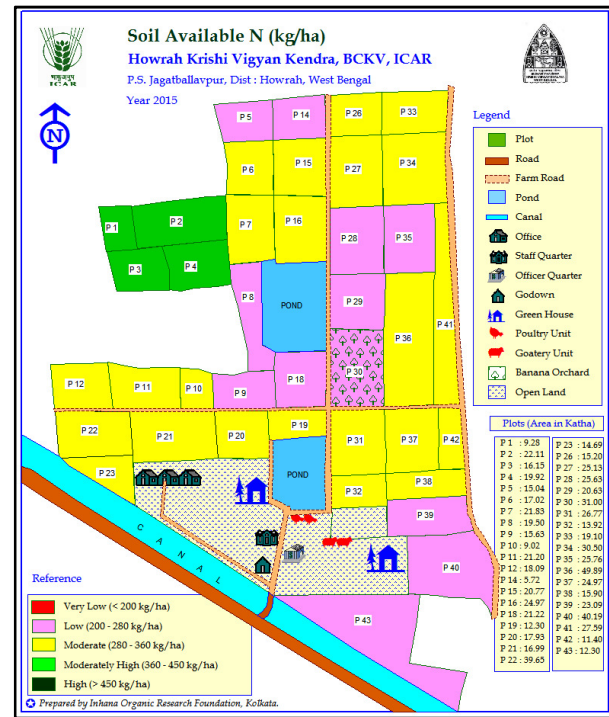 Soil Available N (kg/ha)
Howrah Krishi Vigyan Kendra, BCKV, ICAR
P.S. Jagatballavpur, Dist : Howrah, West Bengal
Year 2015
ICAR
N
Legend
Plot
Road
Farm Road
Pond
Canal
Office
Staff Quarter
Officer Quarter
Godown
Green House
Poultry Unit
Goatery Unit
Banana Orchard
Open Land
P 5
P 14
P 26
P 33
P 6
P 15
P 27
P 34
P 1
P 2
P 7
P 16
P 28
P 35
P 3
P 4
P 8
POND
P 29
P 36
P 41
P 30
P 12
P 11
P 10
P 9
P 18
P 22
P 21
P 20
P 19
P 31
P 37
P 42
P 23
POND
P 32
P 38
P 39
P 40
P 43
CANAL
Plots (Area in Katha)
P 1 : 9.28
P 2 : 22.11
P 3 : 16.15
P 4 : 19.92
P 5 : 15.04
P 6 : 17.02
P 7 : 21.83
P 8 : 19.50
P 9 : 15.63
P 10 : 9.02
P 11 : 21.20
P 12 : 18.09
P 14 : 5.72
P 15 : 20.77
P 16 : 24.97
P 18 : 21.22
P 19 : 12.30
P 20 : 17.93
P 21 : 16.99
P 22 : 39.65
P 23 : 14.69
P 26 : 15.20
P 27 : 25.13
P 28 : 25.63
P 29 : 20.63
P 30 : 31.00
P 31 : 26.77
P 32 : 13.92
P 33 : 19.10
P 34 : 30.50
P 35 : 25.76
P 36 : 49.89
P 37 : 24.97
P 38 : 15.90
P 39 : 23.09
P 40 : 40.19
P 41 : 27.59
P 42 : 11.40
P 43 : 12.30
Reference
Very Low (< 200 kg/ha)
Low (200 - 280 kg/ha)
Moderate (280 - 360 kg/ha)
Moderately High (360 - 450 kg/ha)
High (> 450 kg/ha)
Prepared by Inhana Organic Research Foundation, Kolkata.